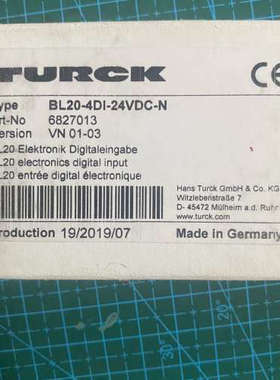 TURCK CE
ype BL20-4DI-24VDC-N
rt-No 6827013
ersion VN 01-03
L20 Elektronik Digitaleingabe
L20 electronics digital input
L20 entrée digital électronique
Hans Turck GmbH & Co. KG
Witzlebenstraße 7
D- 45472 Mülheim a.d. Ruhr
www.turck.com
roduction 19/2019/07 Made in Germany
30°
20°